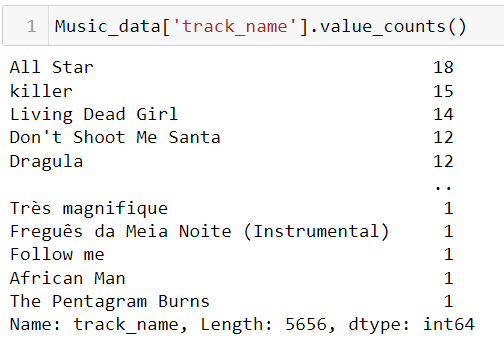 1 Music_data['track_name'].value_counts()
All Star 18
killer 15
Living Dead Girl 14
Don't Shoot Me Santa 12
Dragula 12
..
Très magnifique 1
Freguês da Meia Noite (Instrumental) 1
Follow me 1
African Man 1
The Pentagram Burns 1
Name: track_name, Length: 5656, dtype: int64